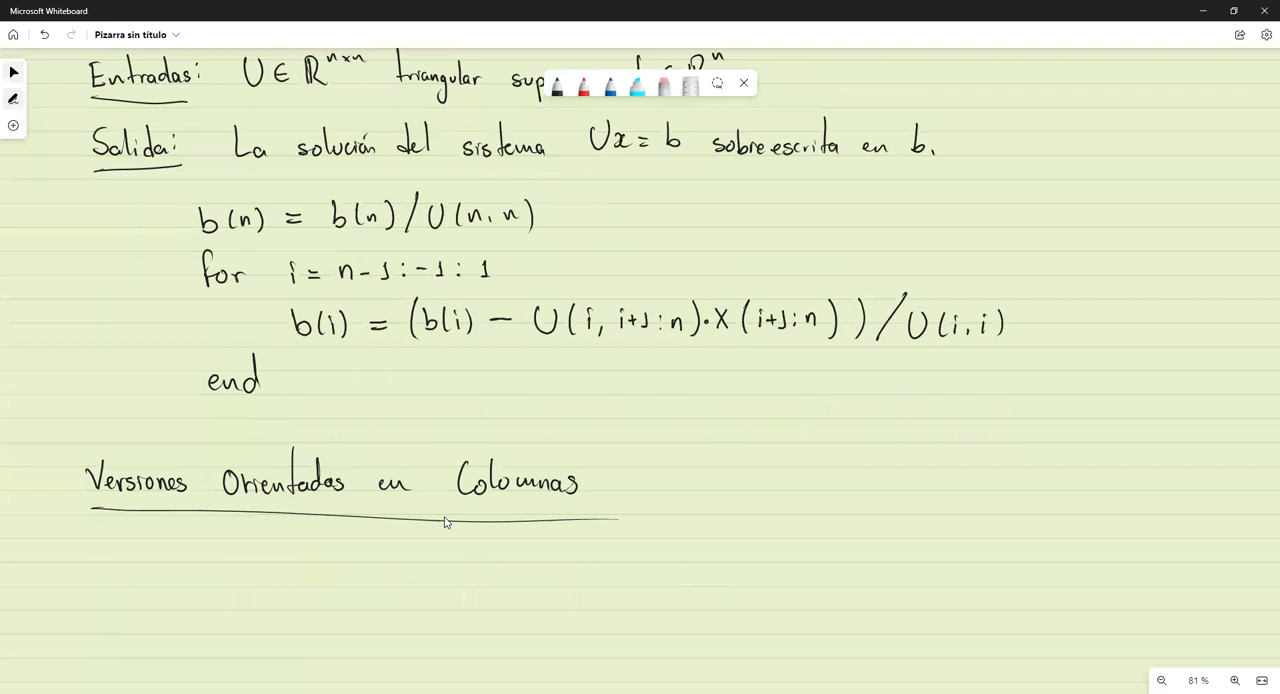 Microsoft Whiteboard
Pizarra sin título
Entradas: U ∈ ℝ^{n×n} triangular sup ℝ^n
Salida: La solución del sistema Ux = b sobreescrita en b.
b(n) = b(n)/U(n,n)
for i = n-1:-1:1
b(i) = (b(i) - U(i, i+1:n)·x(i+1:n))/U(i,i)
end
Versiones Orientadas en Columnas
81 %